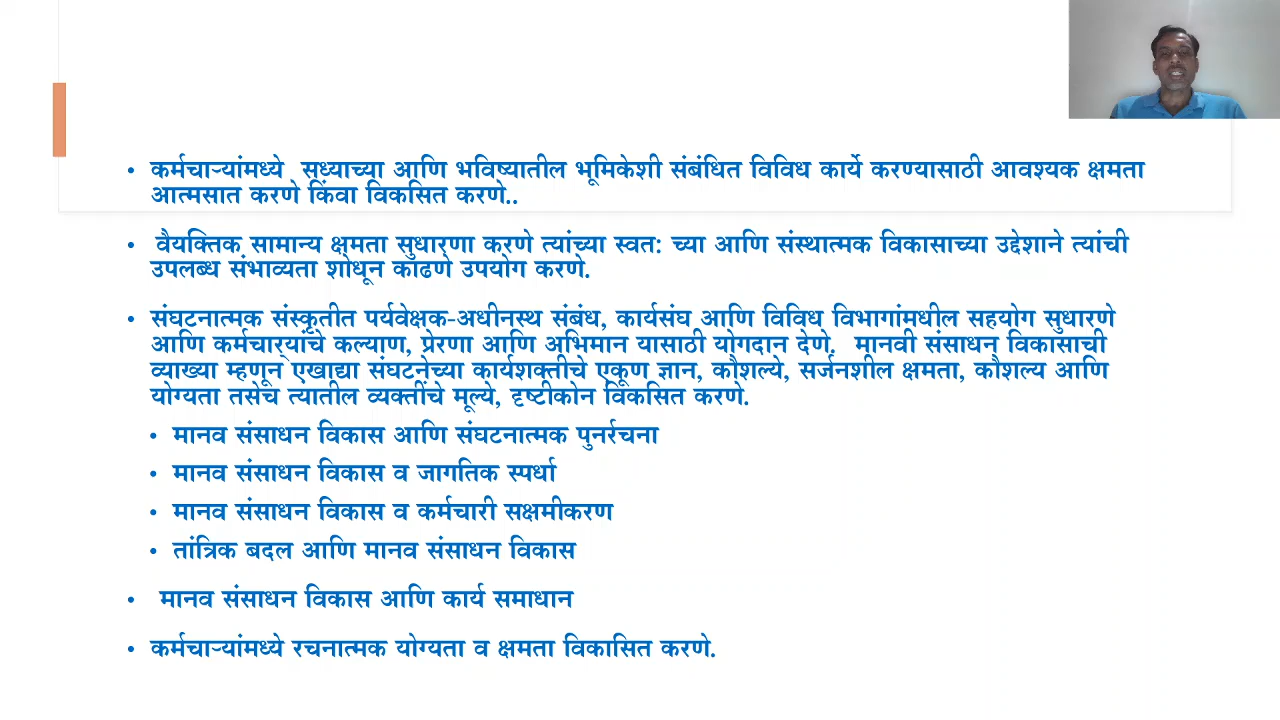 • कर्मचाऱ्यांमध्ये सध्याच्या आणि भविष्यातील भूमिकेशी संबंधित विविध कार्ये करण्यासाठी आवश्यक क्षमता
आत्मसात करणे किंवा विकसित करणे..
• वैयक्तिक सामान्य क्षमता सुधारणा करणे त्यांच्या स्वत: च्या आणि संस्थात्मक विकासाच्या उद्देशाने त्यांची
उपलब्ध संभाव्यता शोधून काढणे उपयोग करणे.
• संघटनात्मक संस्कृतीत पर्यवेक्षक-अधीनस्थ संबंध, कार्यसंघ आणि विविध विभागांमधील सहयोग सुधारणे
आणि कर्मचार्‍यांचे कल्याण, प्रेरणा आणि अभिमान यासाठी योगदान देणे. मानवी संसाधन विकासाची
व्याख्या म्हणून एखाद्या संघटनेच्या कार्यशक्तीचे एकूण ज्ञान, कौशल्ये, सर्जनशील क्षमता, कौशल्य आणि
योग्यता तसेच त्यातील व्यक्तींचे मूल्ये, दृष्टीकोन विकसित करणे.
• मानव संसाधन विकास आणि संघटनात्मक पुनर्रचना
• मानव संसाधन विकास व जागतिक स्पर्धा
• मानव संसाधन विकास व कर्मचारी सक्षमीकरण
• तांत्रिक बदल आणि मानव संसाधन विकास
• मानव संसाधन विकास आणि कार्य समाधान
• कर्मचाऱ्यांमध्ये रचनात्मक योग्यता व क्षमता विकासित करणे.